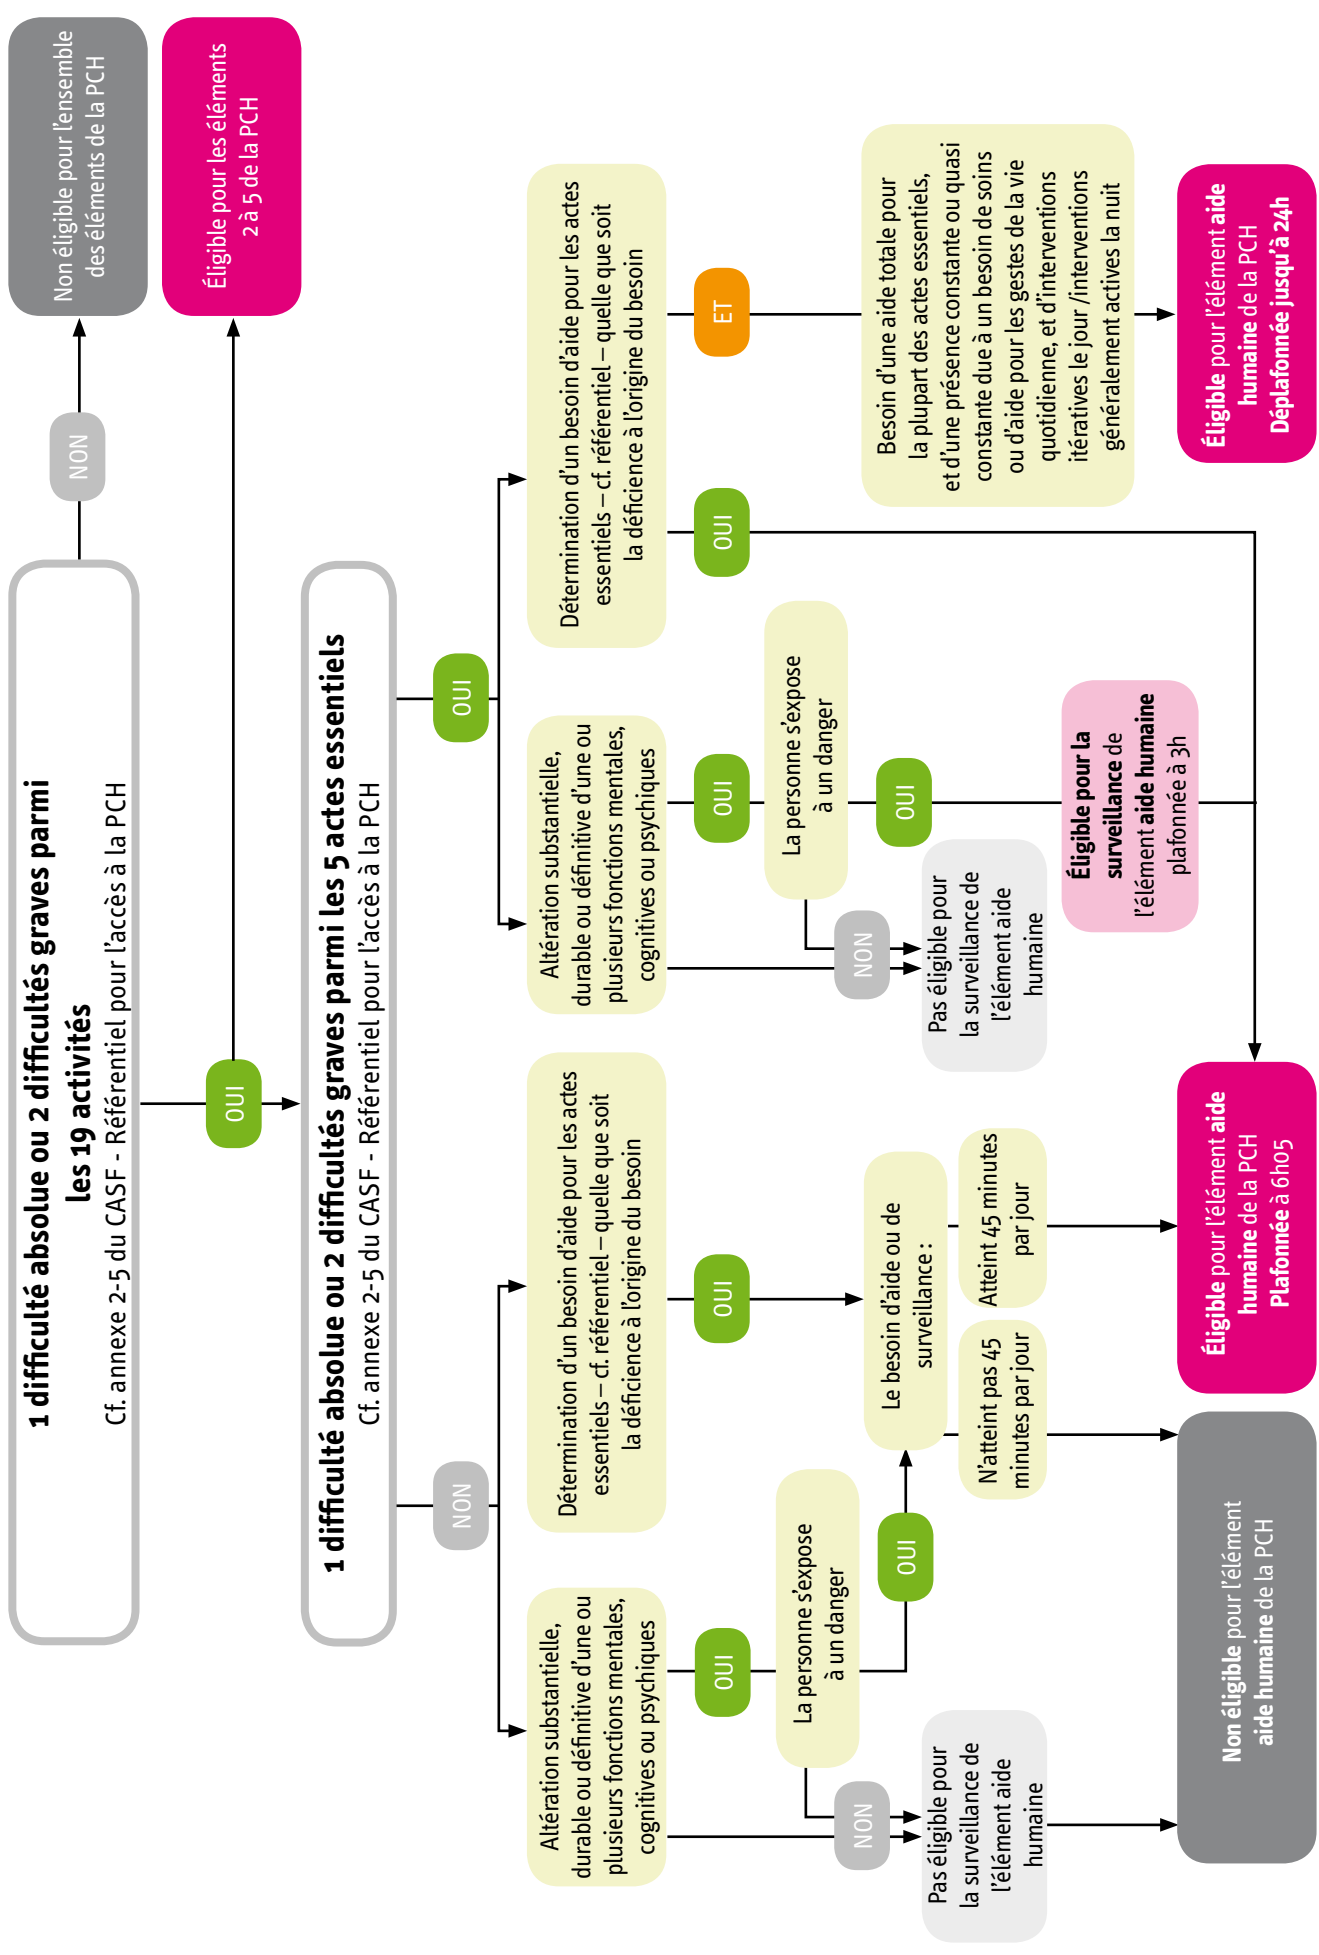 1 difficulté absolue ou 2 difficultés graves parmi
les 19 activités
Cf. annexe 2-5 du CASF - Référentiel pour l'accès à la PCH
NON
Non éligible pour l'ensemble
des éléments de la PCH
OUI
Éligible pour les éléments
2 à 5 de la PCH
1 difficulté absolue ou 2 difficultés graves parmi les 5 actes essentiels
Cf. annexe 2-5 du CASF - Référentiel pour l'accès à la PCH
NON
OUI
Altération substantielle,
durable ou définitive d'une ou
plusieurs fonctions mentales,
cognitives ou psychiques
Détermination d'un besoin d'aide pour les actes
essentiels – cf. référentiel – quelle que soit
la déficience à l'origine du besoin
Altération substantielle,
durable ou définitive d'une ou
plusieurs fonctions mentales,
cognitives ou psychiques
Détermination d'un besoin d'aide pour les actes
essentiels – cf. référentiel – quelle que soit
la déficience à l'origine du besoin
OUI
OUI
OUI
OUI
ET
La personne s'expose
à un danger
La personne s'expose
à un danger
NON
OUI
Le besoin d'aide ou de
surveillance :
NON
OUI
Besoin d'une aide totale pour
la plupart des actes essentiels,
et d'une présence constante ou quasi
constante due à un besoin de soins
ou d'aide pour les gestes de la vie
quotidienne, et d'interventions
itératives le jour /interventions
généralement actives la nuit
Pas éligible pour
la surveillance de
l'élément aide
humaine
N'atteint pas 45
minutes par jour
Atteint 45 minutes
par jour
Pas éligible pour
la surveillance de
l'élément aide
humaine
Éligible pour la
surveillance de
l'élément aide humaine
plafonnée à 3h
Non éligible pour l'élément
aide humaine de la PCH
Éligible pour l'élément aide
humaine de la PCH
Plafonnée à 6h05
Éligible pour l'élément aide
humaine de la PCH
Déplafonnée jusqu'à 24h